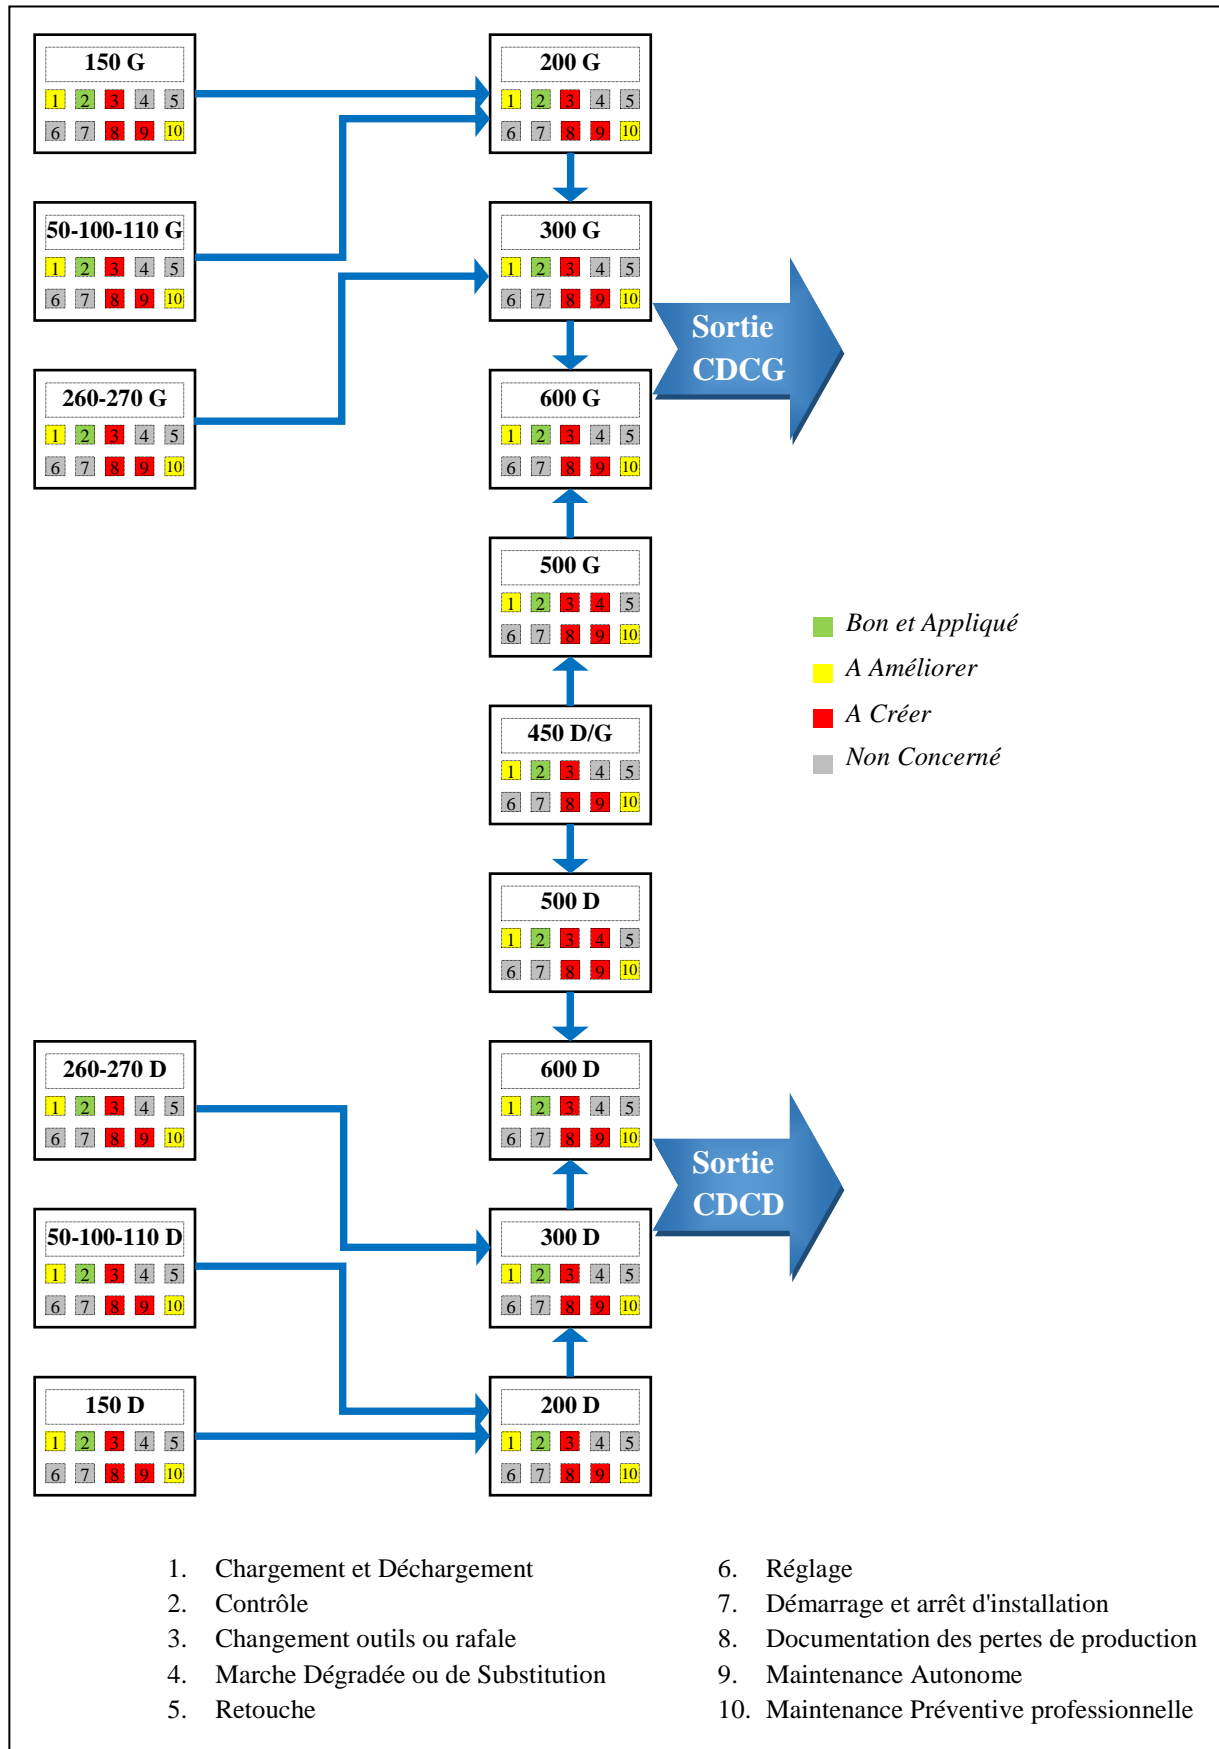 150 G
1 2 3 4 5
6 7 8 9 10
200 G
1 2 3 4 5
6 7 8 9 10
50-100-110 G
1 2 3 4 5
6 7 8 9 10
300 G
1 2 3 4 5
6 7 8 9 10
Sortie
CDCG
260-270 G
1 2 3 4 5
6 7 8 9 10
600 G
1 2 3 4 5
6 7 8 9 10
500 G
1 2 3 4 5
6 7 8 9 10
Bon et Appliqué
A Améliorer
A Créer
Non Concerné
450 D/G
1 2 3 4 5
6 7 8 9 10
500 D
1 2 3 4 5
6 7 8 9 10
260-270 D
1 2 3 4 5
6 7 8 9 10
600 D
1 2 3 4 5
6 7 8 9 10
Sortie
CDCD
50-100-110 D
1 2 3 4 5
6 7 8 9 10
300 D
1 2 3 4 5
6 7 8 9 10
150 D
1 2 3 4 5
6 7 8 9 10
200 D
1 2 3 4 5
6 7 8 9 10
1. Chargement et Déchargement
2. Contrôle
3. Changement outils ou rafale
4. Marche Dégradée ou de Substitution
5. Retouche
6. Réglage
7. Démarrage et arrêt d'installation
8. Documentation des pertes de production
9. Maintenance Autonome
10. Maintenance Préventive professionnelle